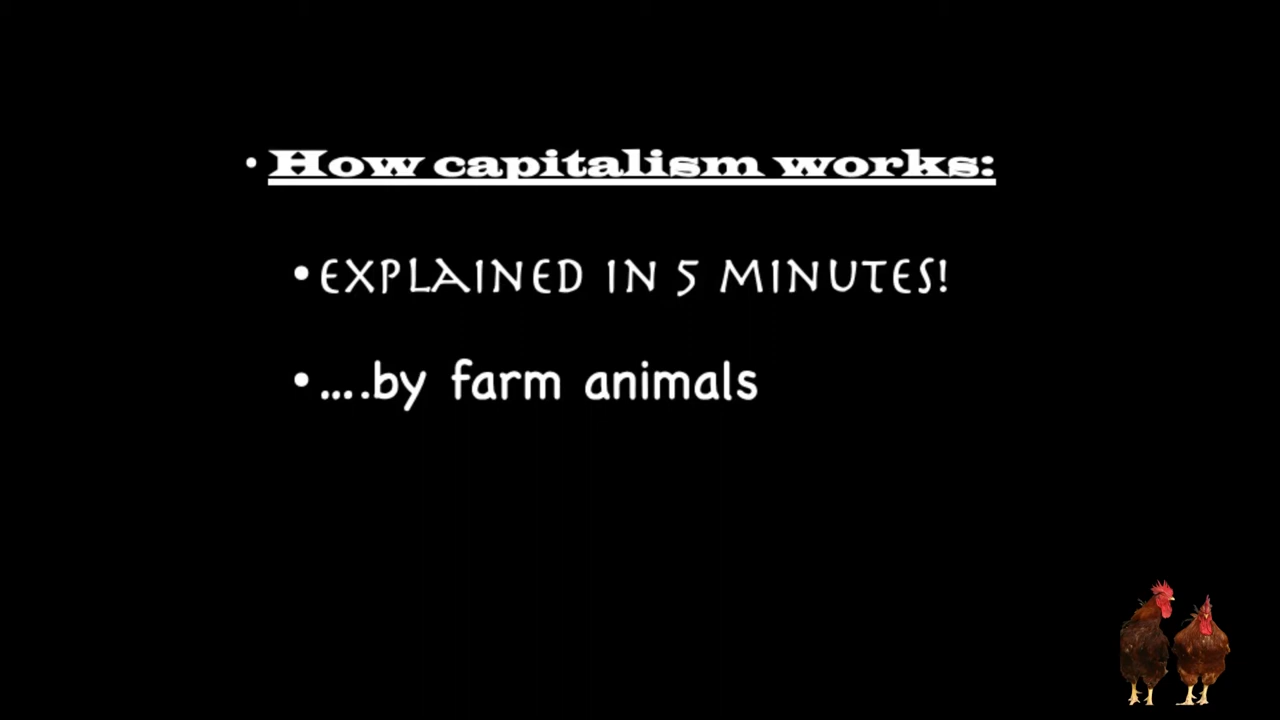 • How capitalism works:
• EXPLAINED IN 5 MINUTES!
• ….by farm animals